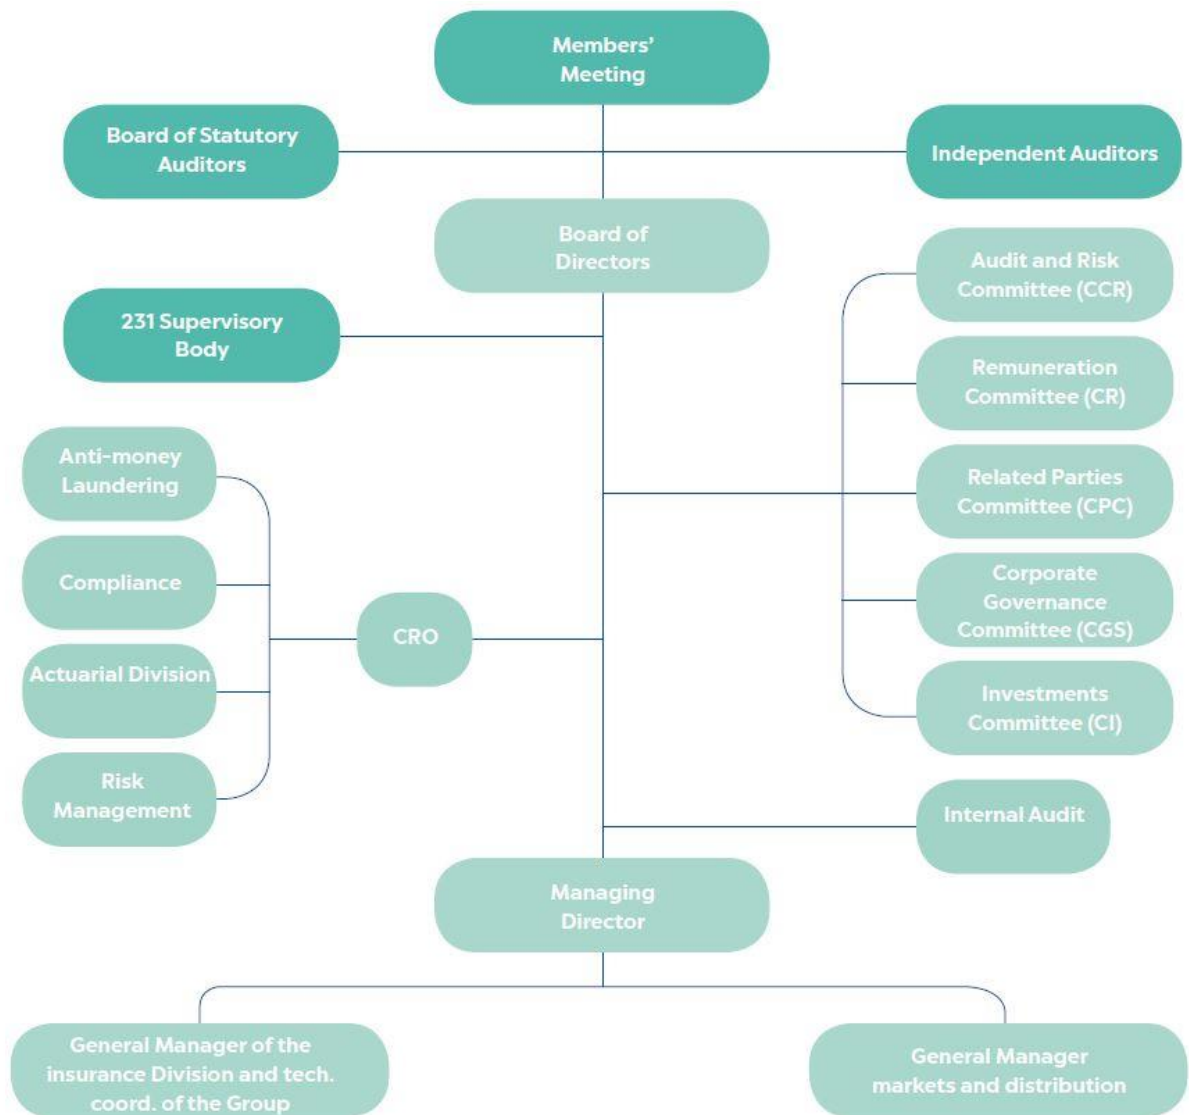 Members'
Meeting
Board of Statutory
Auditors
Independent Auditors
Board of
Directors
Audit and Risk
Committee (CCR)
231 Supervisory
Body
Remuneration
Committee (CR)
Anti-money
Laundering
Related Parties
Committee (CPC)
Compliance
Corporate
Governance
Committee (CGS)
CRO
Actuarial Division
Investments
Committee (CI)
Risk
Management
Internal Audit
Managing
Director
General Manager of the
insurance Division and tech.
coord. of the Group
General Manager
markets and distribution